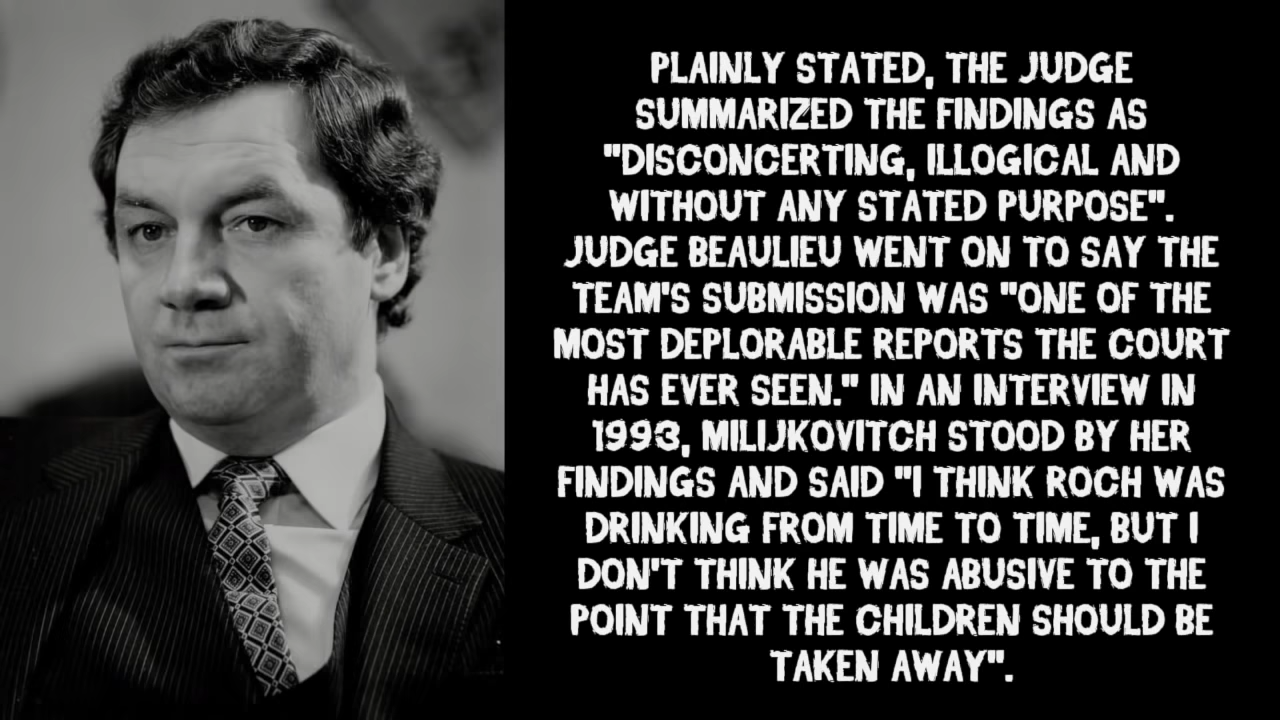 PLAINLY STATED, THE JUDGE
SUMMARIZED THE FINDINGS AS
"DISCONCERTING, ILLOGICAL AND
WITHOUT ANY STATED PURPOSE".
JUDGE BEAULIEU WENT ON TO SAY THE
TEAM'S SUBMISSION WAS "ONE OF THE
MOST DEPLORABLE REPORTS THE COURT
HAS EVER SEEN." IN AN INTERVIEW IN
1993, MILIJKOVITCH STOOD BY HER
FINDINGS AND SAID "I THINK ROCH WAS
DRINKING FROM TIME TO TIME, BUT I
DON'T THINK HE WAS ABUSIVE TO THE
POINT THAT THE CHILDREN SHOULD BE
TAKEN AWAY".